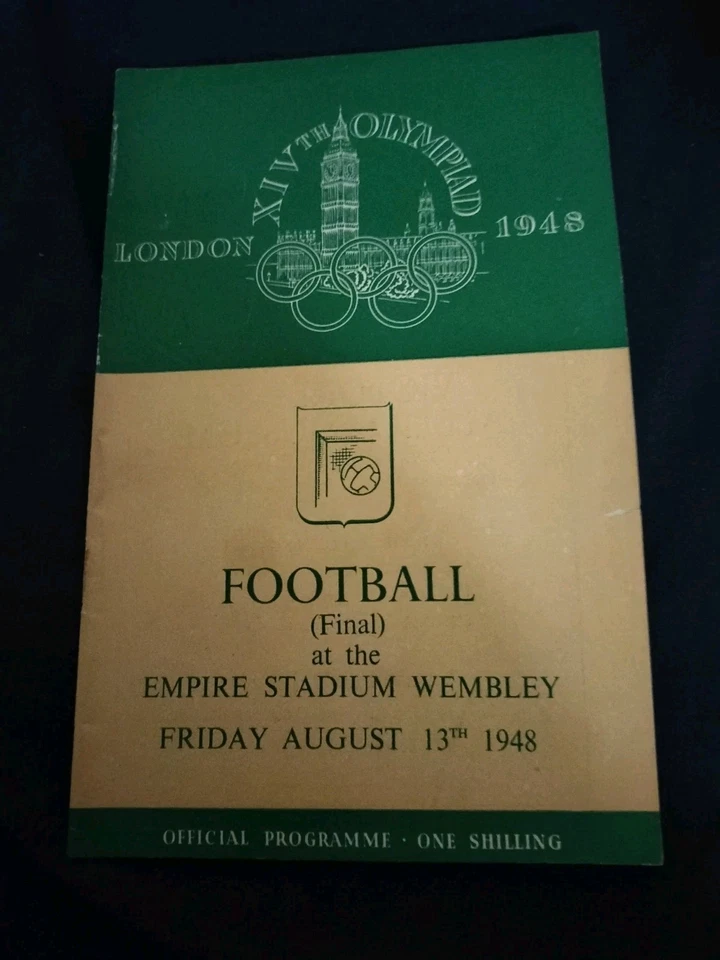 XIVTH OLYMPIAD
LONDON 1948
FOOTBALL
(Final)
at the
EMPIRE STADIUM WEMBLEY
FRIDAY AUGUST 13TH 1948
OFFICIAL PROGRAMME · ONE SHILLING